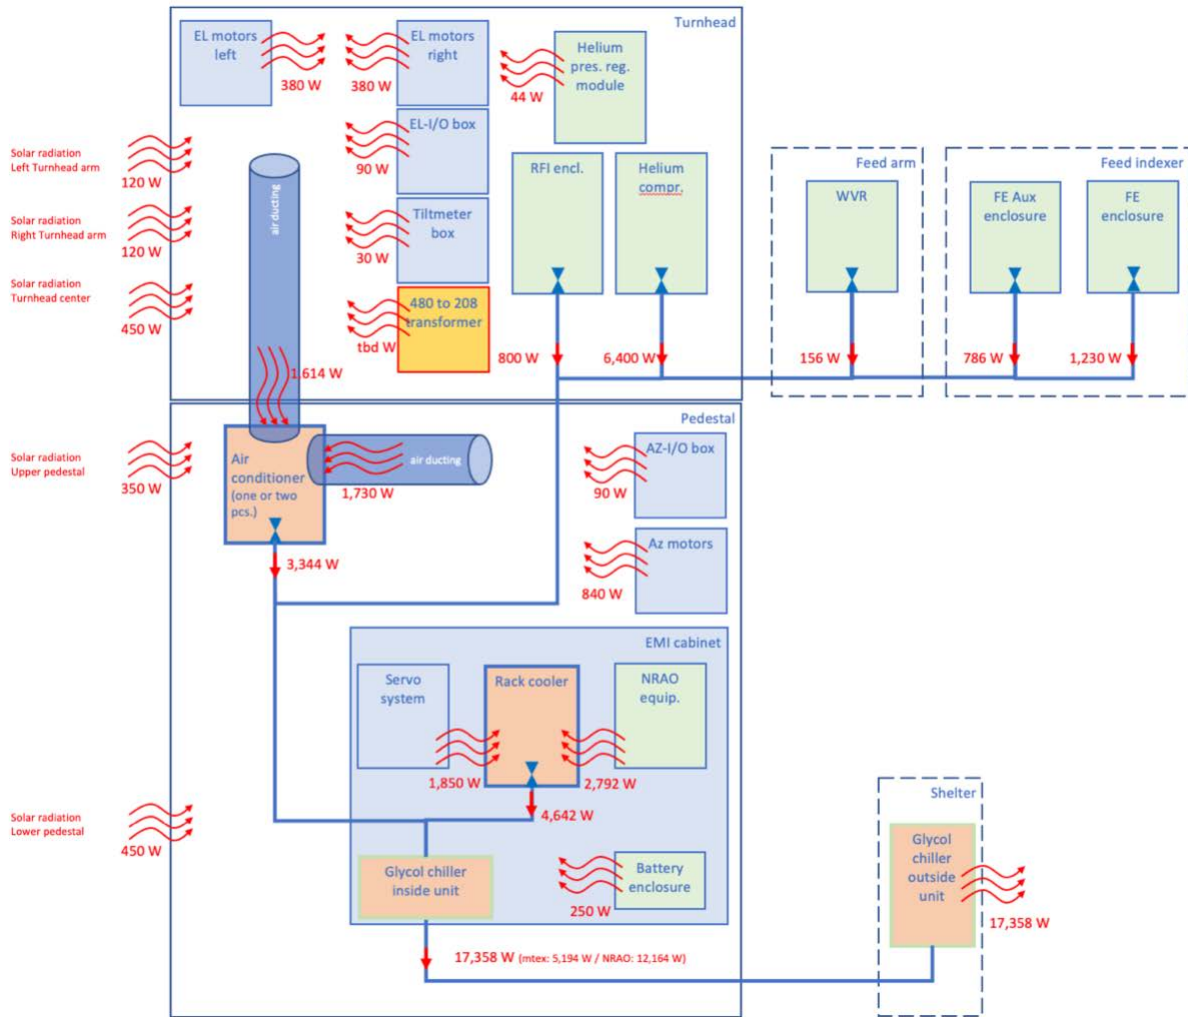 Turnhead
EL motors
left
380 W
EL motors
right
380 W
Helium
pres. reg.
module
44 W
Solar radiation
Left Turnhead arm
120 W
EL-I/O box
90 W
RFI encl.
Helium
compr.
Feed arm
WVR
Feed indexer
FE Aux
enclosure
FE
enclosure
air ducting
Solar radiation
Right Turnhead arm
120 W
Tiltmeter
box
30 W
Solar radiation
Turnhead center
450 W
480 to 208
transformer
tbd W
800 W
6,400 W
156 W
786 W
1,230 W
1.614 W
Pedestal
Solar radiation
Upper pedestal
350 W
Air
conditioner
(one or two
pcs.)
air ducting
1,730 W
AZ-I/O box
90 W
3,344 W
Az motors
840 W
EMI cabinet
Servo
system
Rack cooler
NRAO
equip.
1,850 W
2,792 W
4,642 W
Solar radiation
Lower pedestal
450 W
Shelter
Glycol
chiller
outside
unit
17,358 W
Glycol chiller
inside unit
Battery
enclosure
250 W
17,358 W (mtex: 5,194 W / NRAO: 12,164 W)